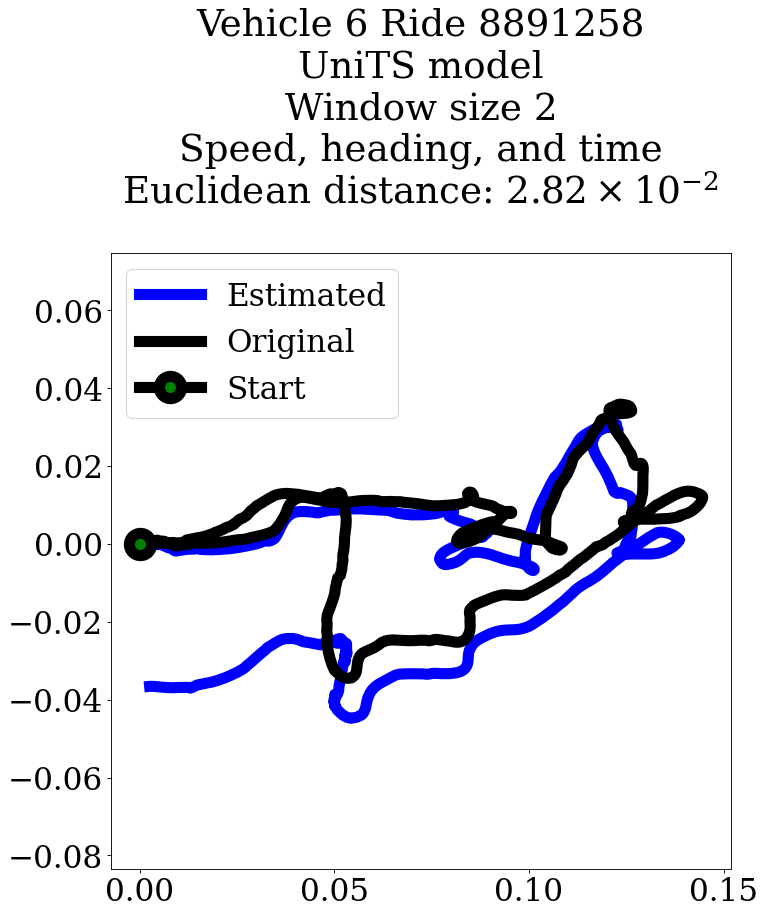 Vehicle 6 Ride 8891258
UniTS model
Window size 2
Speed, heading, and time
Euclidean distance: 2.82 × 10⁻²
Estimated
Original
Start
0.06
0.04
0.02
0.00
−0.02
−0.04
−0.06
−0.08
0.00 0.05 0.10 0.15